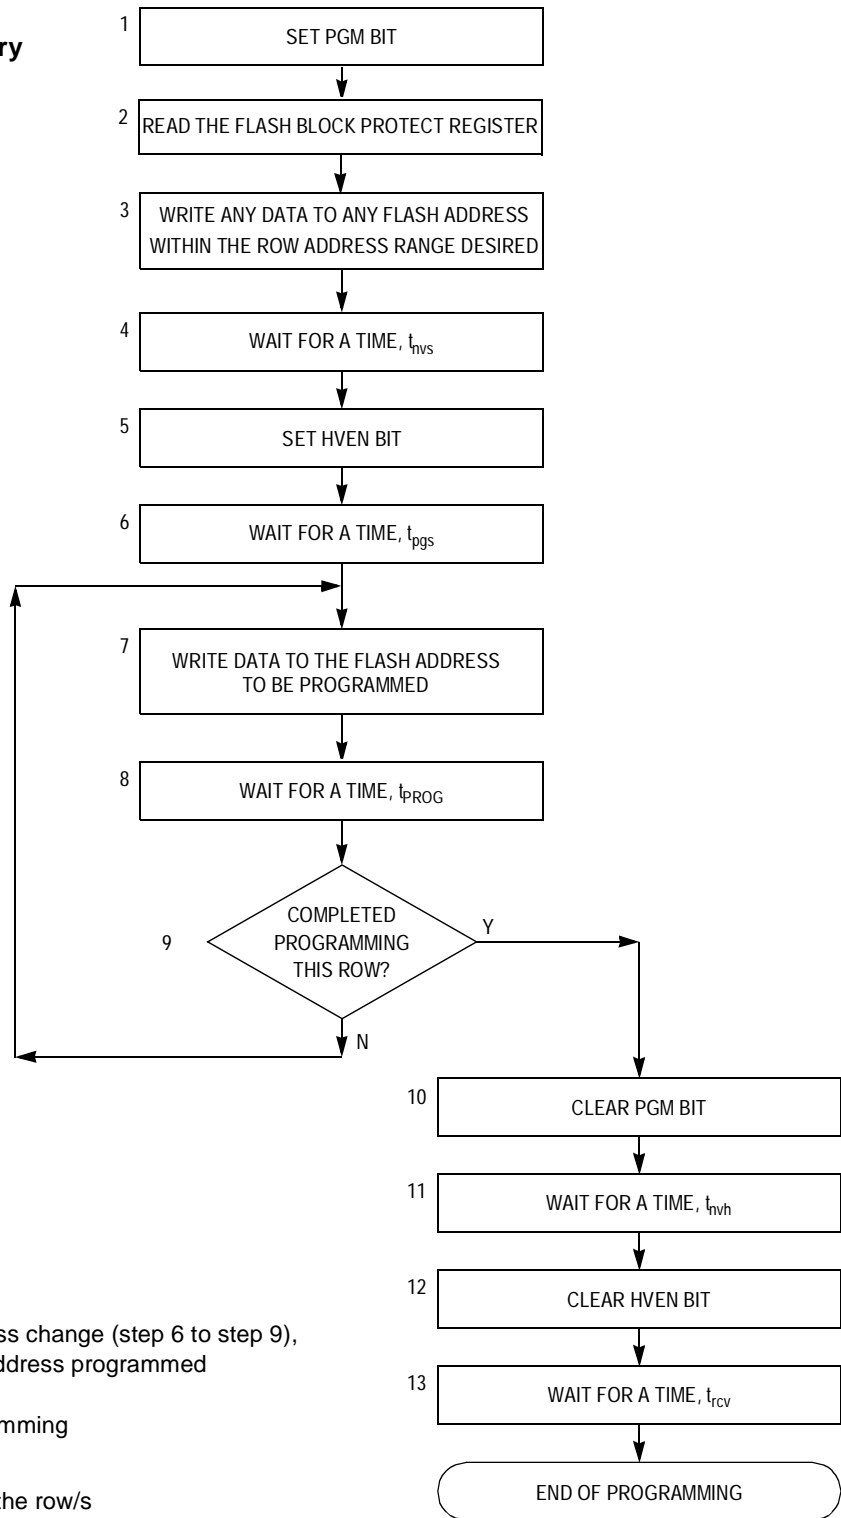 ry
1
SET PGM BIT
2
READ THE FLASH BLOCK PROTECT REGISTER
3
WRITE ANY DATA TO ANY FLASH ADDRESS
WITHIN THE ROW ADDRESS RANGE DESIRED
4
WAIT FOR A TIME, tnvs
5
SET HVEN BIT
6
WAIT FOR A TIME, tpgs
7
WRITE DATA TO THE FLASH ADDRESS
TO BE PROGRAMMED
8
WAIT FOR A TIME, tPROG
9
COMPLETED
PROGRAMMING
THIS ROW?
Y
N
10
CLEAR PGM BIT
11
WAIT FOR A TIME, tnvh
12
CLEAR HVEN BIT
13
WAIT FOR A TIME, trcv
END OF PROGRAMMING
ss change (step 6 to step 9),
ddress programmed
mming
the row/s